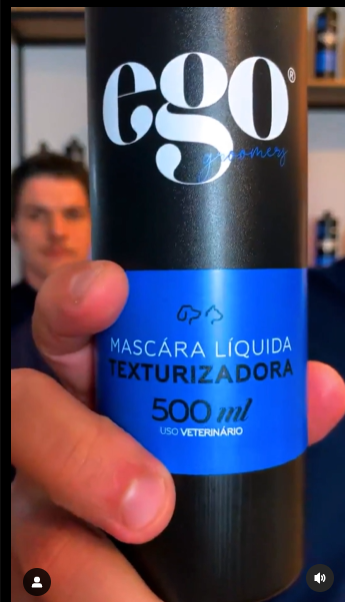 ego®
groomers
MASCÁRA LÍQUIDA
TEXTURIZADORA
500 ml
USO VETERINÁRIO